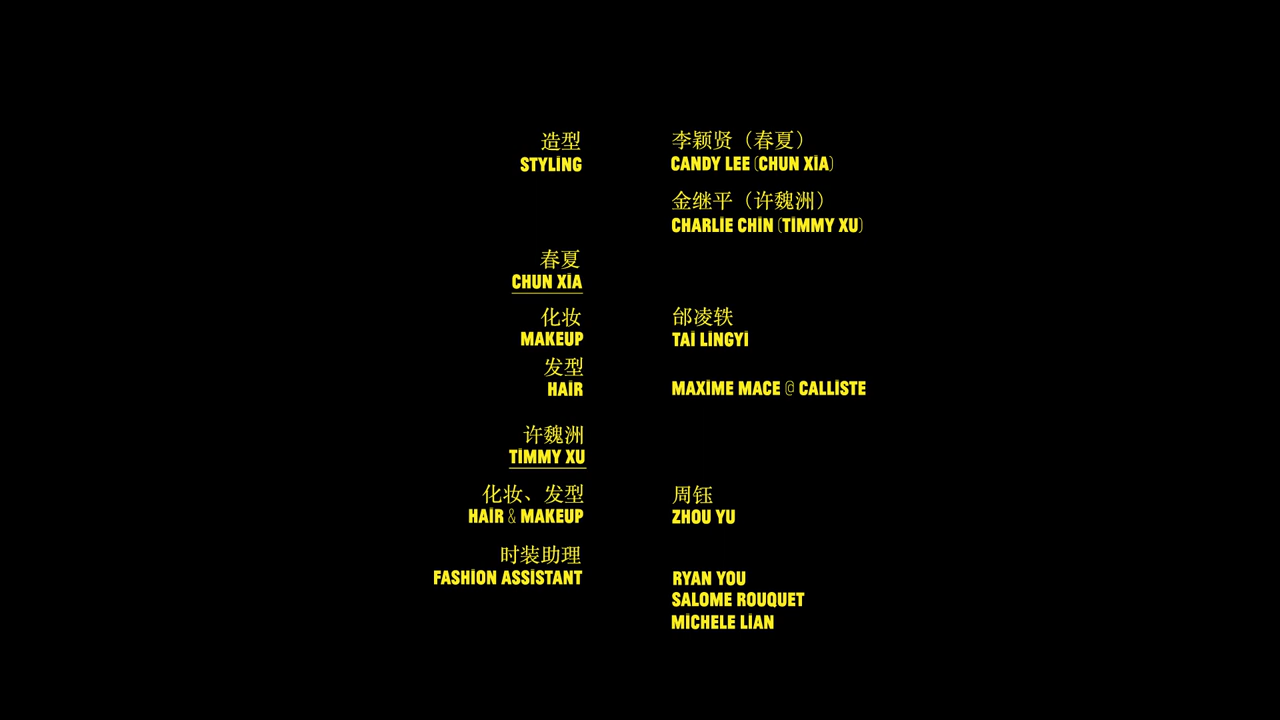 造型 李颖贤（春夏）
STYLING CANDY LEE (CHUN XIA)
金继平（许魏洲）
CHARLIE CHIN (TIMMY XU)
春夏
CHUN XIA
化妆 邰凌轶
MAKEUP TAI LINGYI
发型
HAIR MAXIME MACE @ CALLISTE
许魏洲
TIMMY XU
化妆、发型 周钰
HAIR & MAKEUP ZHOU YU
时装助理
FASHION ASSISTANT RYAN YOU
SALOME ROUQUET
MICHELE LIAN